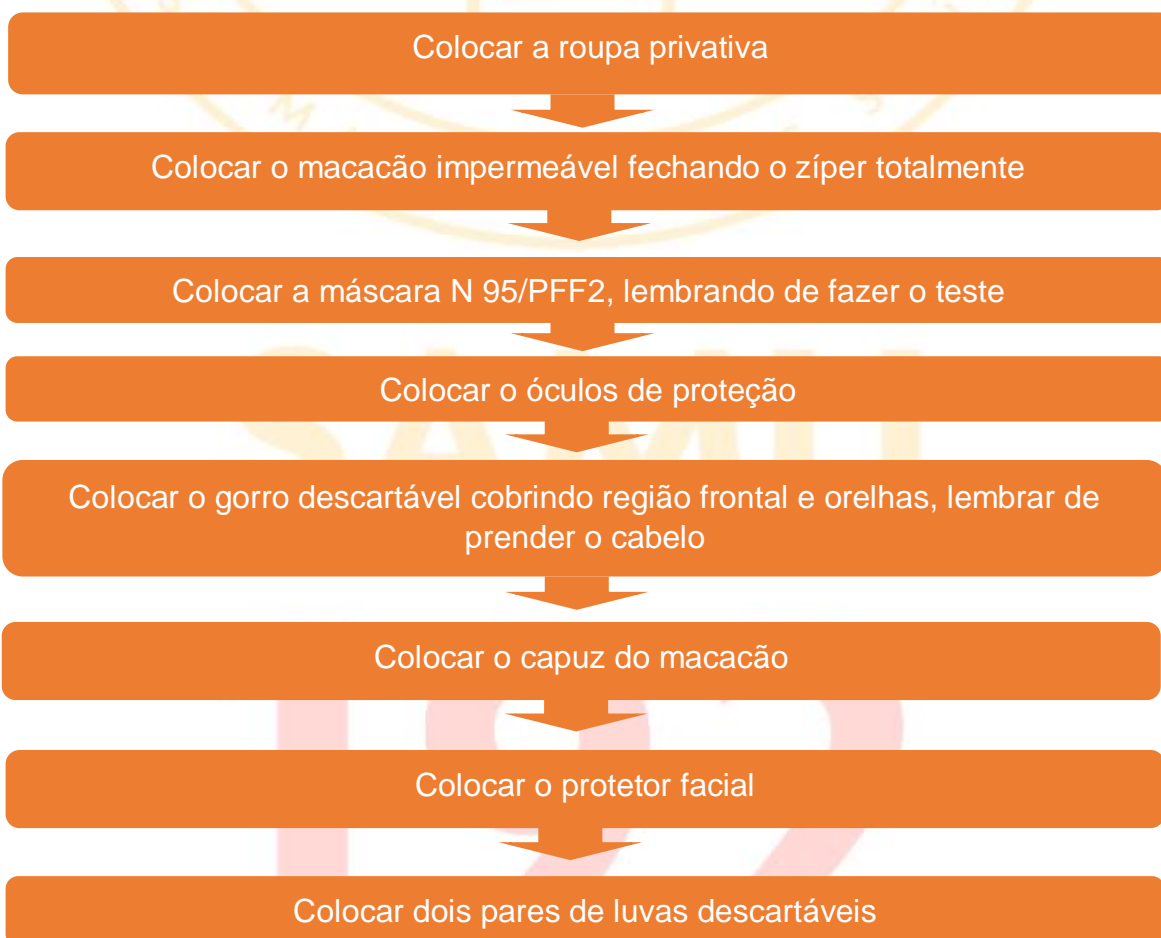 Colocar a roupa privativa
Colocar o macacão impermeável fechando o zíper totalmente
Colocar a máscara N 95/PFF2, lembrando de fazer o teste
Colocar o óculos de proteção
Colocar o gorro descartável cobrindo região frontal e orelhas, lembrar de
prender o cabelo
Colocar o capuz do macacão
Colocar o protetor facial
Colocar dois pares de luvas descartáveis
SAMU
192